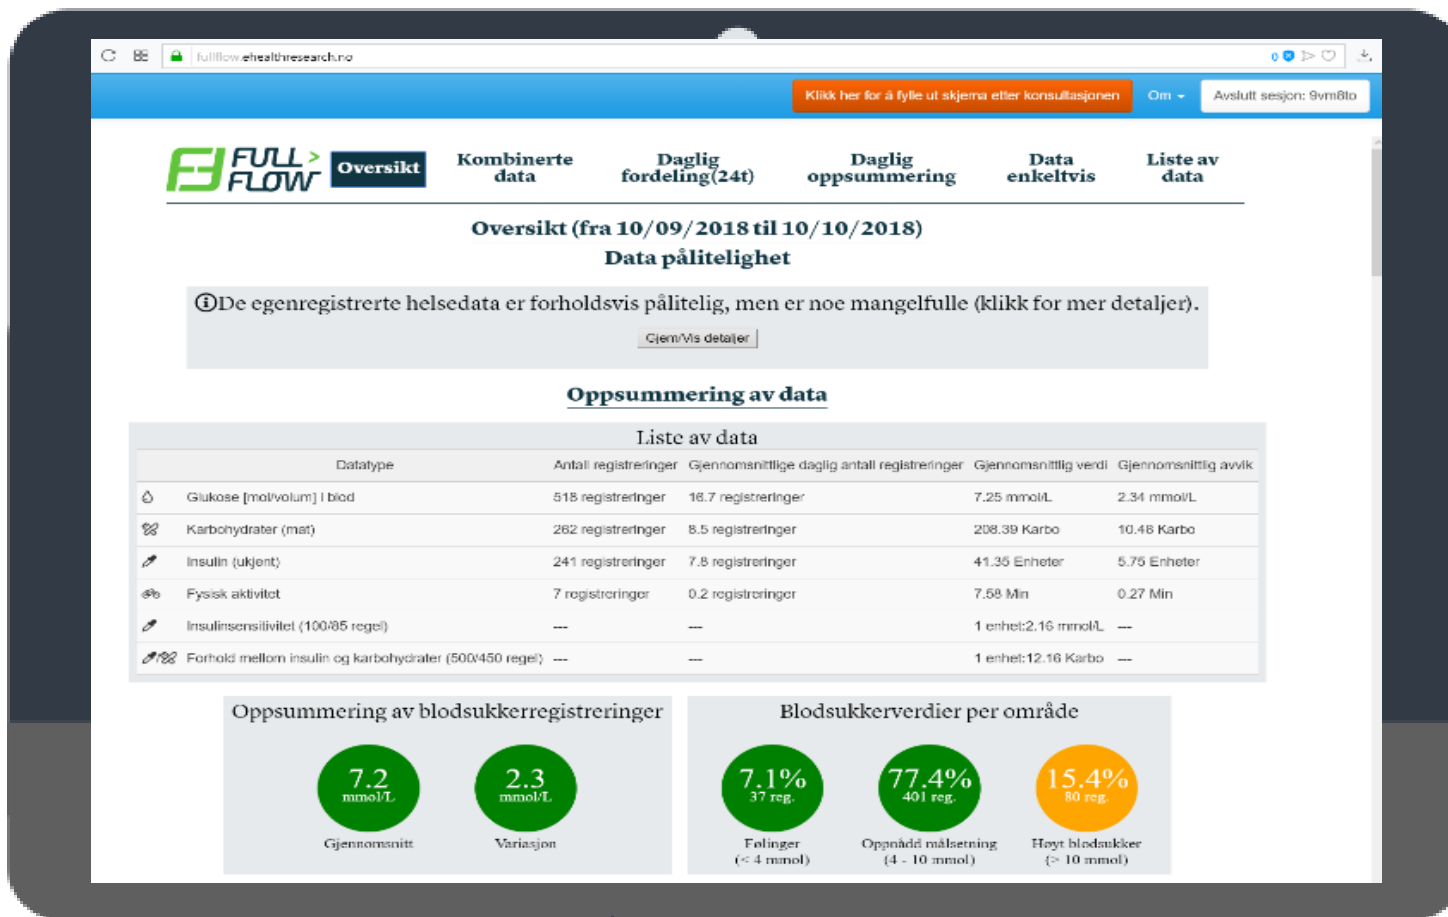 fullflow.ehealthresearch.no
0
Klikk her for å fylle ut skjema etter konsultasjonen
Om
Avslutt sesjon: 9vm8to
FULL FLOW
Oversikt
Kombinerte data
Daglig fordeling(24t)
Daglig oppsummering
Data enkeltvis
Liste av data
Oversikt (fra 10/09/2018 til 10/10/2018)
Data pålitelighet
De egenregistrerte helsedata er forholdsvis pålitelig, men er noe mangelfulle (klikk for mer detaljer).
Gjem/Vis detaljer
Oppsummering av data
Liste av data
Datatype Antall registreringer Gjennomsnittlige daglig antall registreringer Gjennomsnittlig verdi Gjennomsnittlig avvik
Glukose [mol/volum] i blod 518 registreringer 16.7 registreringer 7.25 mmol/L 2.34 mmol/L
Karbohydrater (mat) 262 registreringer 8.5 registreringer 208.39 Karbo 10.48 Karbo
Insulin (ukjent) 241 registreringer 7.8 registreringer 41.35 Enheter 5.75 Enheter
Fysisk aktivitet 7 registreringer 0.2 registreringer 7.58 Min 0.27 Min
Insulinsensitivitet (100/85 regel) --- --- 1 enhet:2.16 mmol/L ---
Forhold mellom insulin og karbohydrater (500/450 regel) --- --- 1 enhet:12.16 Karbo ---
Oppsummering av blodsukkerregistreringer
7.2
mmol/L
Gjennomsnitt
2.3
mmol/L
Variasjon
Blodsukkerverdier per område
7.1%
37 reg.
Følinger
(< 4 mmol)
77.4%
401 reg.
Oppnådd målsetning
(4 - 10 mmol)
15.4%
80 reg.
Høyt blodsukker
(> 10 mmol)